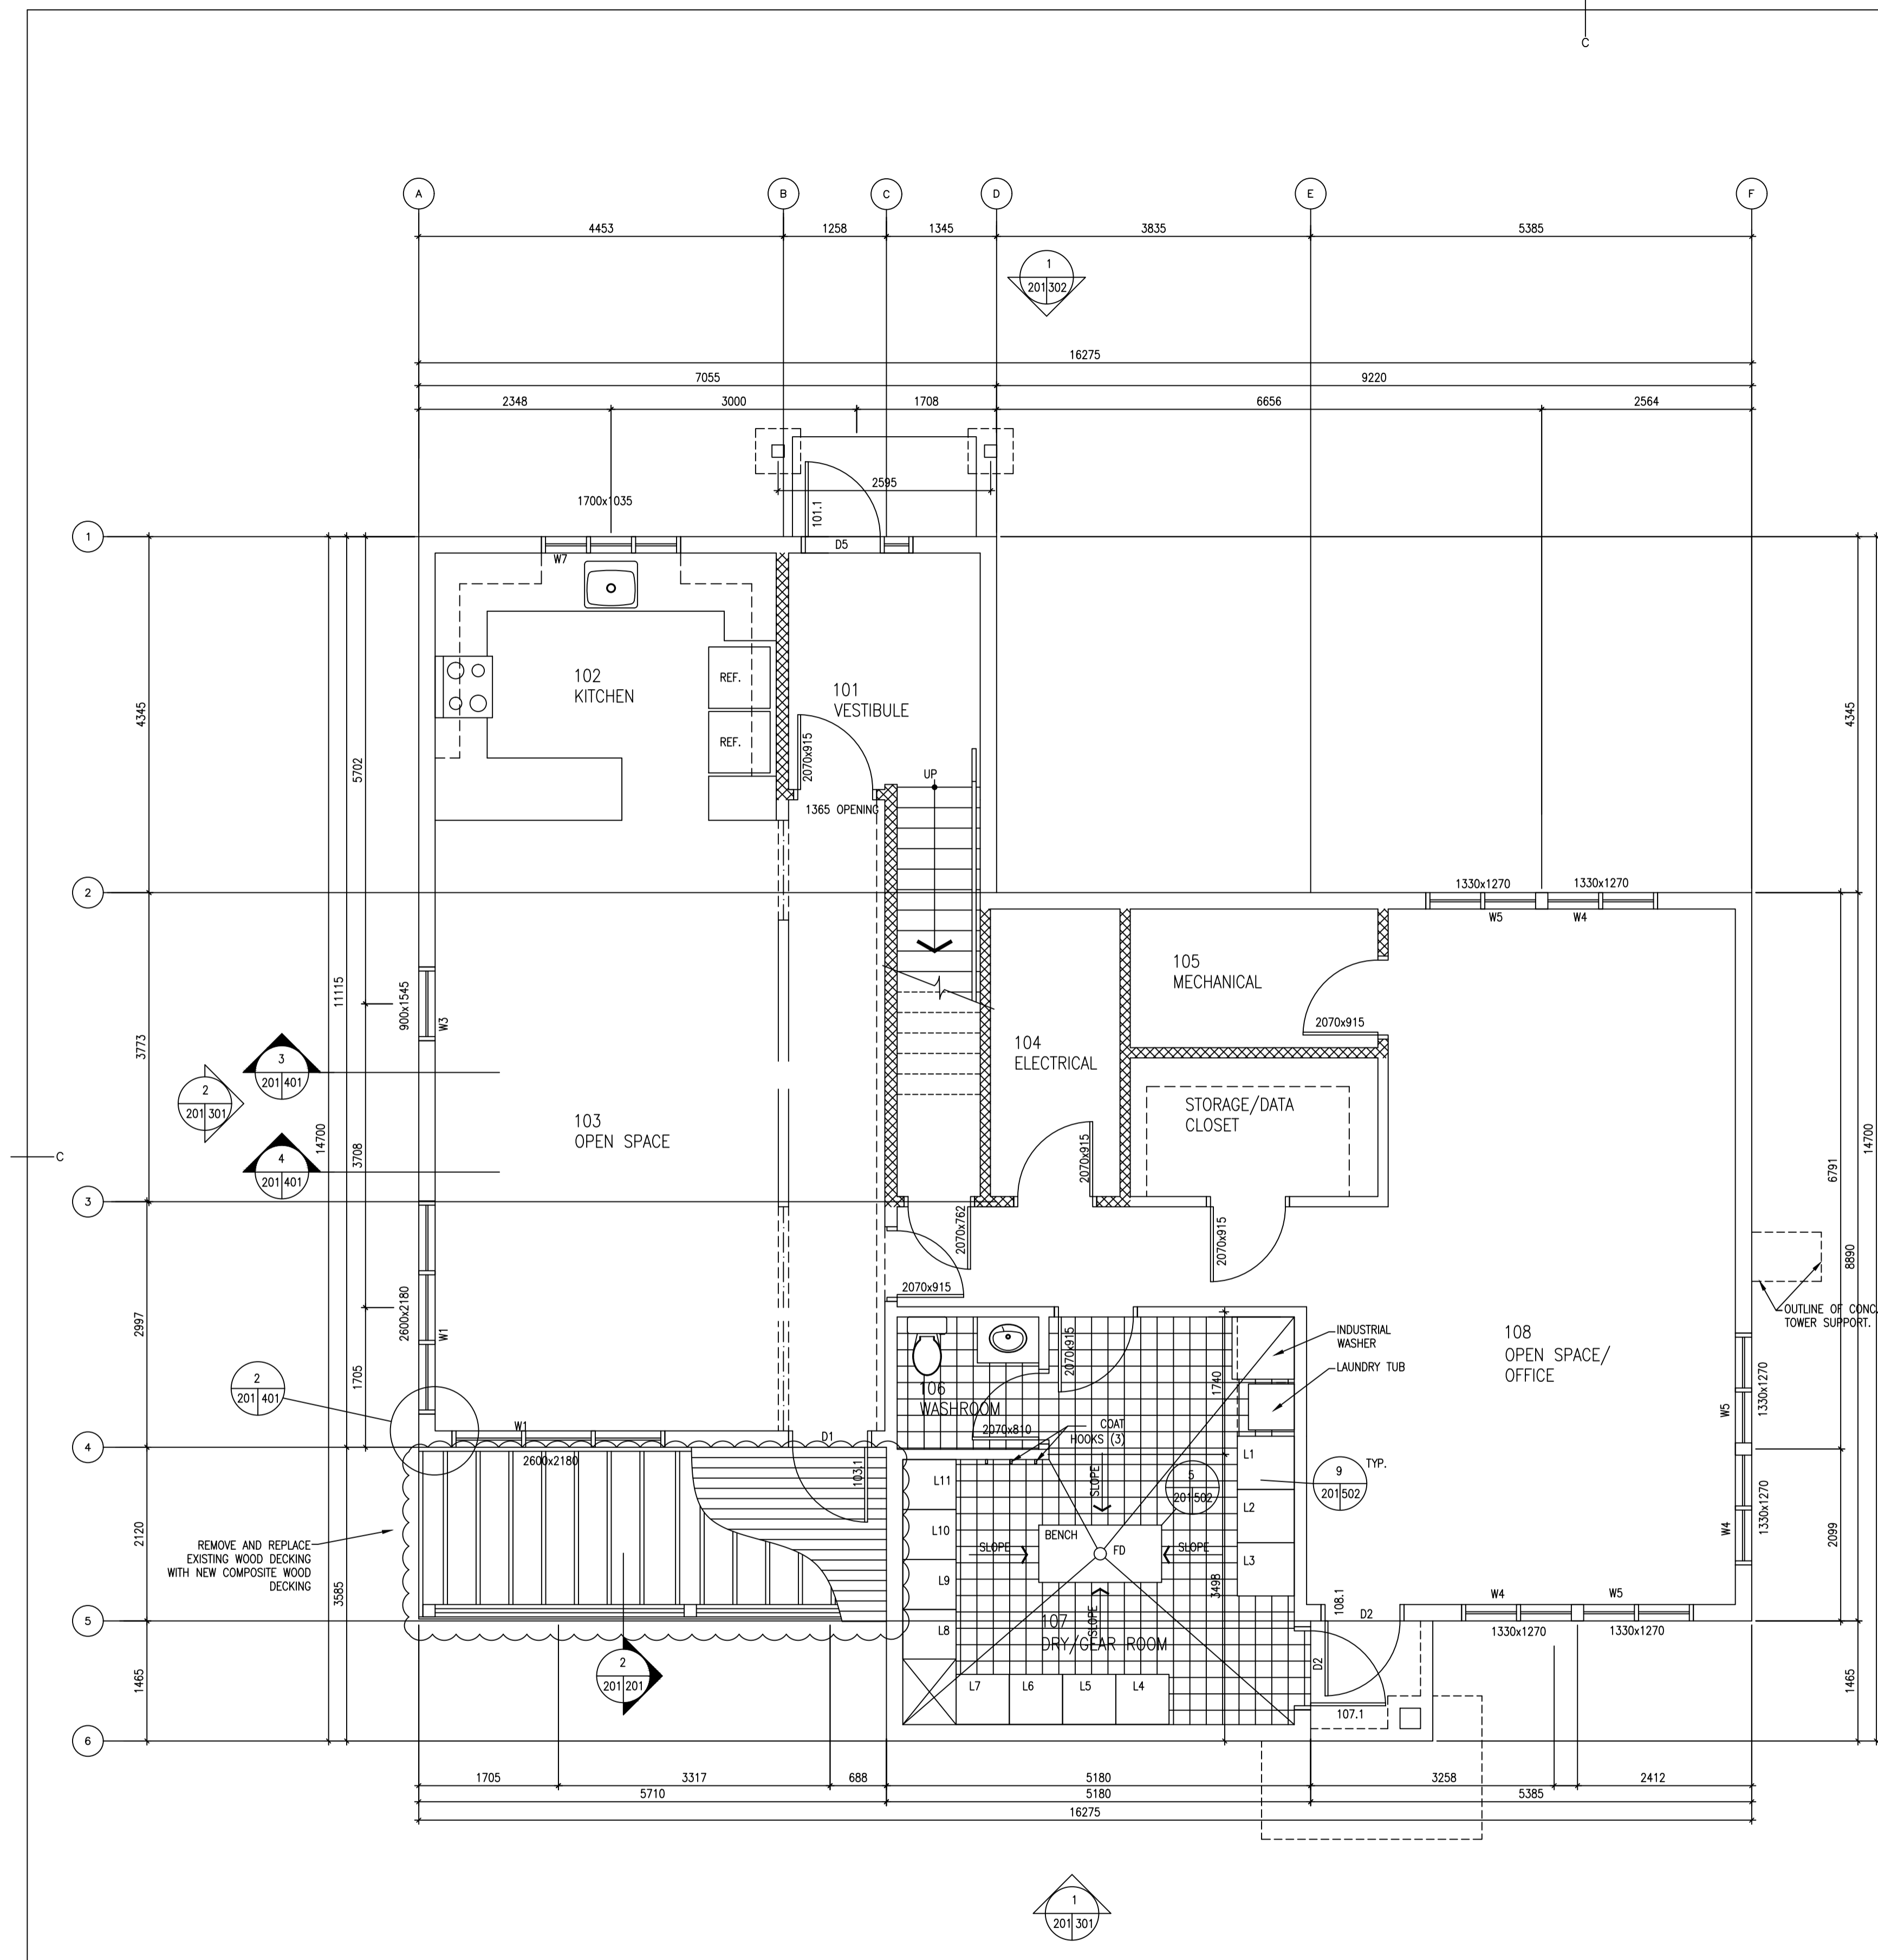 C
A
B
C
D
E
F
4453
1258
1345
3835
5385
1
201 302
16275
7055
9220
2348
3000
1708
6656
2564
2595
1700x1035
101.1
1
D5
W7
102
KITCHEN
REF.
REF.
101
VESTIBULE
4345
4345
5702
2070x915
UP
1365 OPENING
2
1330x1270
1330x1270
W5
W4
105
MECHANICAL
11115
900x1545
W3
2070x915
3773
104
ELECTRICAL
3
201 401
2
201 301
STORAGE/DATA
CLOSET
103
OPEN SPACE
14700
14700
C
4
201 401
3708
2070x915
6791
3
2070x762
2070x915
8890
2070x915
2997
2600x2180
W1
OUTLINE OF CONC.
TOWER SUPPORT.
INDUSTRIAL
WASHER
108
OPEN SPACE/
OFFICE
LAUNDRY TUB
2070x915
1740
1705
2
201 401
106
WASHROOM
1330x1270
W5
W1
D1
2070x810
COAT
HOOKS (3)
4
2600x2180
103.1
L1
TYP.
9
201 502
5
201 502
L11
SLOPE
L2
L10
BENCH
W4
1330x1270
2120
2099
REMOVE AND REPLACE
EXISTING WOOD DECKING
WITH NEW COMPOSITE WOOD
DECKING
SLOPE
FD
SLOPE
L3
L9
3498
3585
108.1
D2
W4
W5
5
SLOPE
107
DRY/GEAR ROOM
L8
1330x1270
1330x1270
D2
2
201 201
1465
1465
L7
L6
L5
L4
107.1
6
1705
3317
688
5180
3258
2412
5710
5180
5385
16275
1
201 301